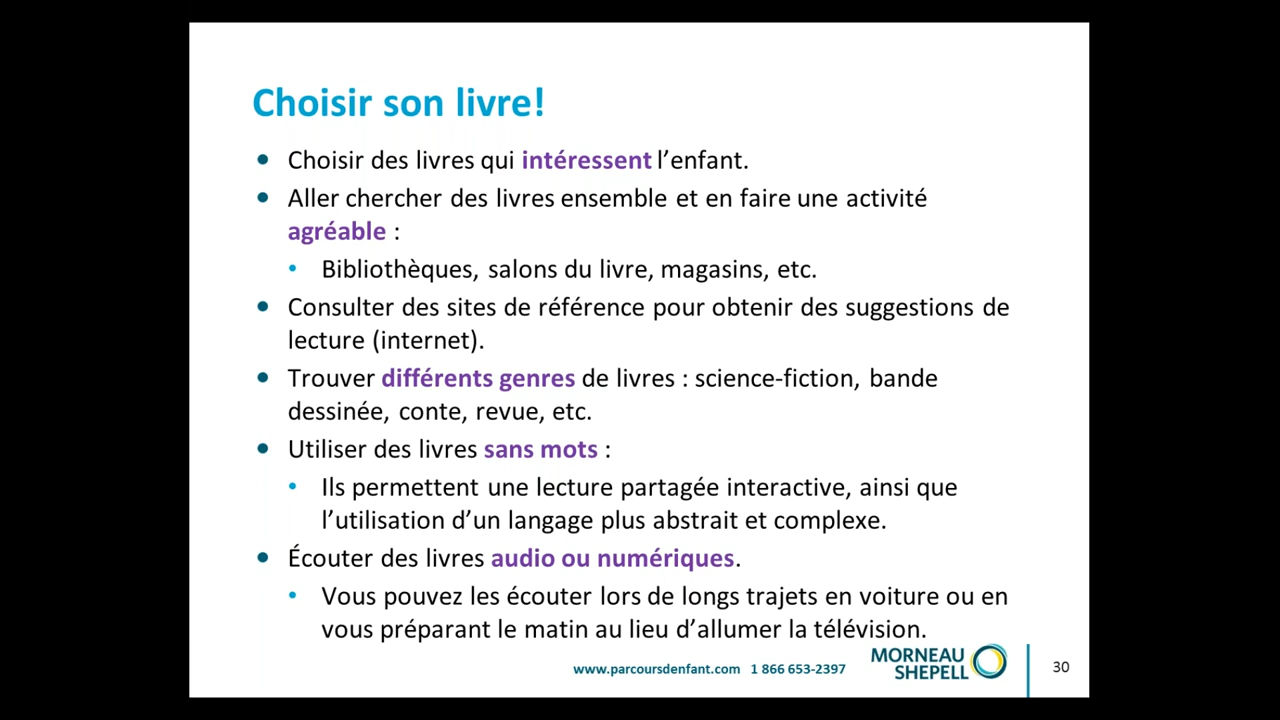 Choisir son livre!
• Choisir des livres qui intéressent l’enfant.
• Aller chercher des livres ensemble et en faire une activité
agréable :
• Bibliothèques, salons du livre, magasins, etc.
• Consulter des sites de référence pour obtenir des suggestions de
lecture (internet).
• Trouver différents genres de livres : science-fiction, bande
dessinée, conte, revue, etc.
• Utiliser des livres sans mots :
• Ils permettent une lecture partagée interactive, ainsi que
l’utilisation d’un langage plus abstrait et complexe.
• Écouter des livres audio ou numériques.
• Vous pouvez les écouter lors de longs trajets en voiture ou en
vous préparant le matin au lieu d’allumer la télévision.
www.parcoursdenfant.com 1 866 653-2397
MORNEAU
SHEPELL
30